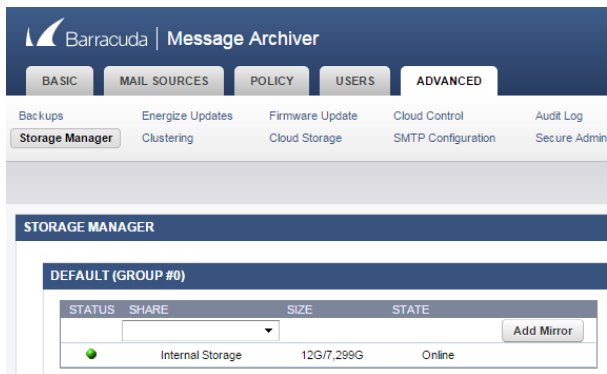 Barracuda | Message Archiver
BASIC MAIL SOURCES POLICY USERS ADVANCED
Backups Energize Updates Firmware Update Cloud Control Audit Log
Storage Manager Clustering Cloud Storage SMTP Configuration Secure Admin
STORAGE MANAGER
DEFAULT (GROUP #0)
STATUS SHARE SIZE STATE
Add Mirror
Internal Storage 12G/7,299G Online